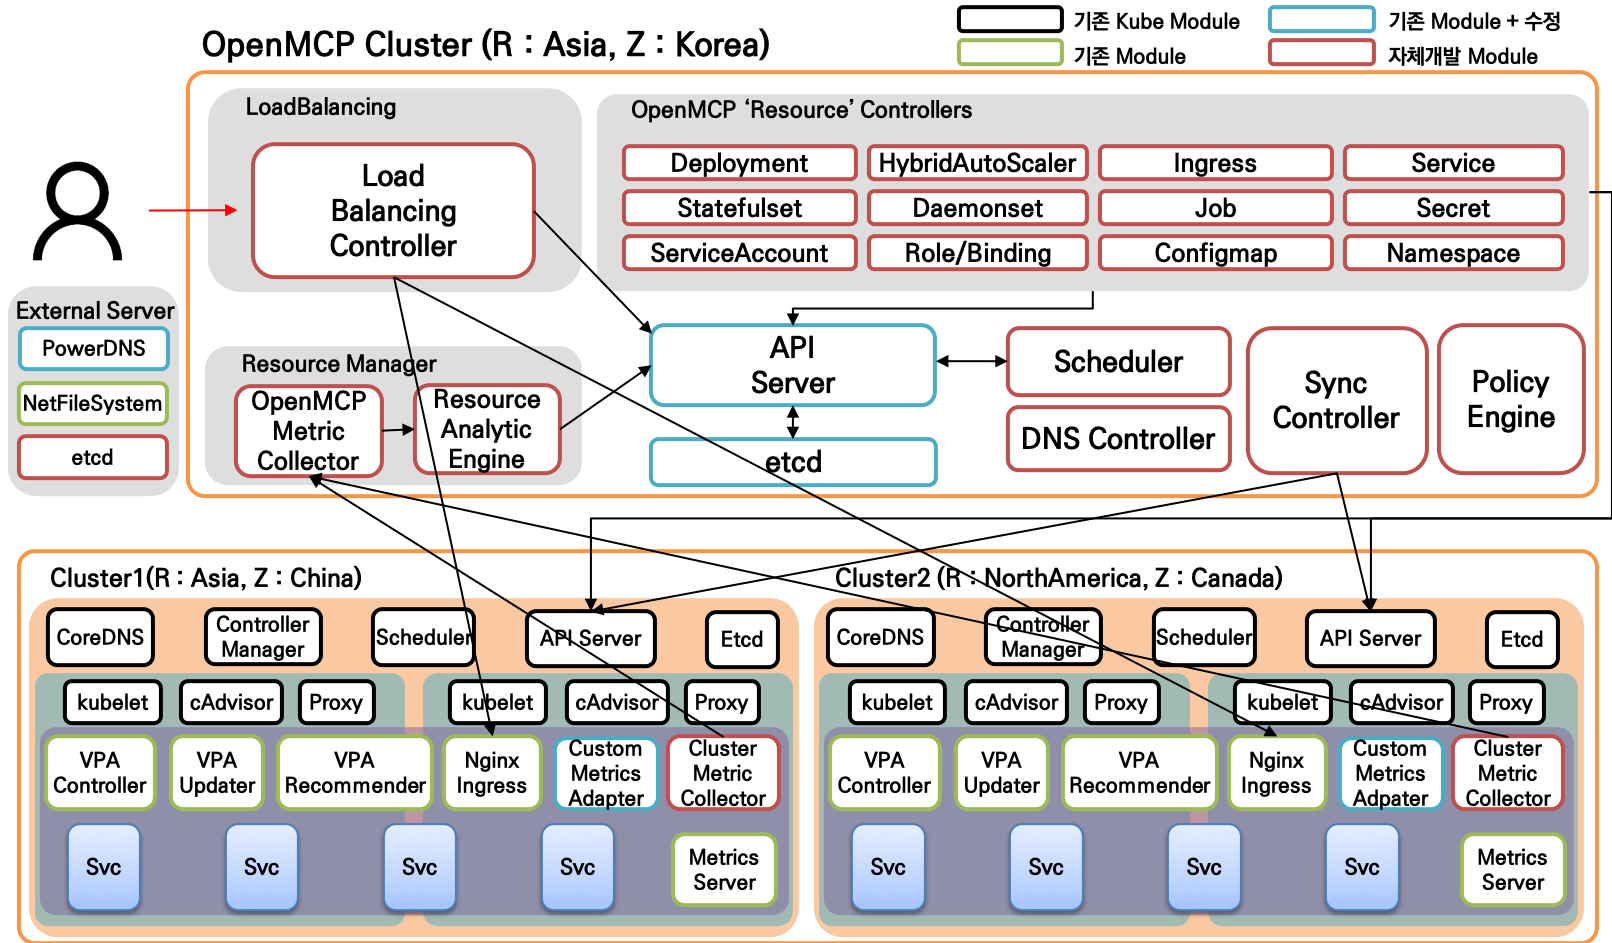 기존 Kube Module
기존 Module + 수정
기존 Module
자체개발 Module
OpenMCP Cluster (R : Asia, Z : Korea)
LoadBalancing
Load
Balancing
Controller
OpenMCP ‘Resource’ Controllers
Deployment
HybridAutoScaler
Ingress
Service
Statefulset
Daemonset
Job
Secret
ServiceAccount
Role/Binding
Configmap
Namespace
External Server
PowerDNS
NetFileSystem
etcd
Resource Manager
OpenMCP
Metric
Collector
Resource
Analytic
Engine
API
Server
etcd
Scheduler
DNS Controller
Sync
Controller
Policy
Engine
Cluster1(R : Asia, Z : China)
CoreDNS
Controller
Manager
Scheduler
API Server
Etcd
kubelet
cAdvisor
Proxy
kubelet
cAdvisor
Proxy
VPA
Controller
VPA
Updater
VPA
Recommender
Nginx
Ingress
Custom
Metrics
Adapter
Cluster
Metric
Collector
Svc
Svc
Svc
Svc
Metrics
Server
Cluster2 (R : NorthAmerica, Z : Canada)
CoreDNS
Controller
Manager
Scheduler
API Server
Etcd
kubelet
cAdvisor
Proxy
kubelet
cAdvisor
Proxy
VPA
Controller
VPA
Updater
VPA
Recommender
Nginx
Ingress
Custom
Metrics
Adpater
Cluster
Metric
Collector
Svc
Svc
Svc
Svc
Metrics
Server